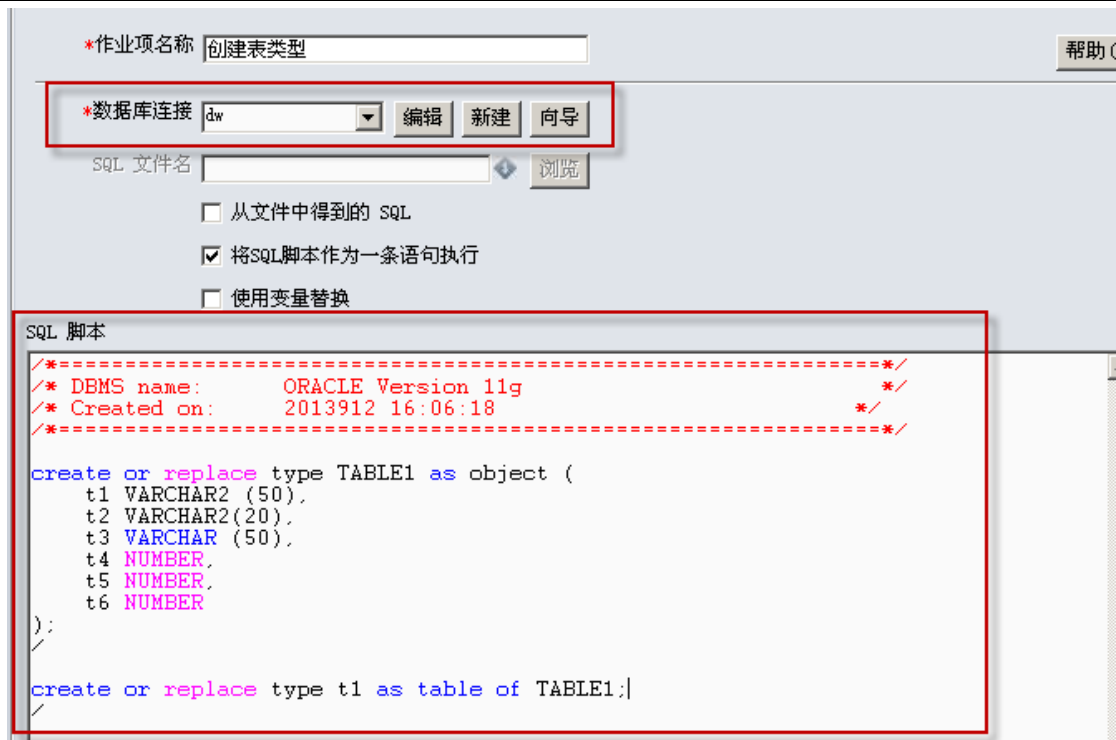 *作业项名称 创建表类型
帮助(
*数据库连接 dw 编辑 新建 向导
SQL 文件名 浏览
从文件中得到的 SQL
将SQL脚本作为一条语句执行
使用变量替换
SQL 脚本
/*==============================================================*/
/* DBMS name:      ORACLE Version 11g                           */
/* Created on:     2013912 16:06:18                           */
/*==============================================================*/
create or replace type TABLE1 as object (
    t1 VARCHAR2 (50),
    t2 VARCHAR2(20),
    t3 VARCHAR (50),
    t4 NUMBER,
    t5 NUMBER,
    t6 NUMBER
);
/
create or replace type t1 as table of TABLE1;
/